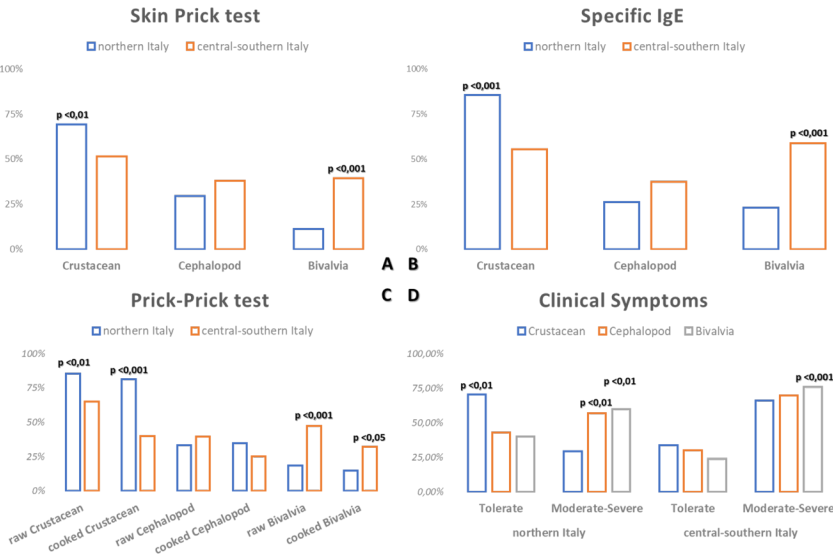 Skin Prick test
northern Italy central-southern Italy
100%
75%
50%
25%
0%
p <0,01
p <0,001
Crustacean Cephalopod Bivalvia
A
Specific IgE
northern Italy central-southern Italy
100%
75%
50%
25%
0%
p <0,001
p <0,001
Crustacean Cephalopod Bivalvia
B
Prick-Prick test
C
northern Italy central-southern Italy
100%
75%
50%
25%
0%
p <0,01
p <0,001
p <0,001
p <0,05
raw Crustacean
cooked Crustacean
raw Cephalopod
cooked Cephalopod
raw Bivalvia
cooked Bivalvia
D
Clinical Symptoms
Crustacean Cephalopod Bivalvia
100,00%
75,00%
50,00%
25,00%
0,00%
p <0,01
p <0,01
p <0,01
p <0,001
Tolerate Moderate-Severe Tolerate Moderate-Severe
northern Italy central-southern Italy